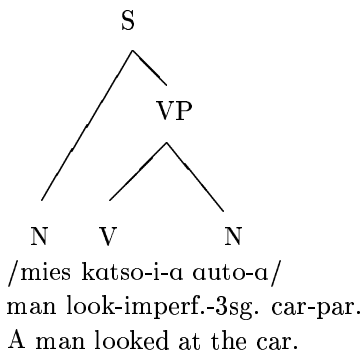 S
VP
N V N
/mies katso-i-a auto-a/
man look-imperf.-3sg. car-par.
A man looked at the car.